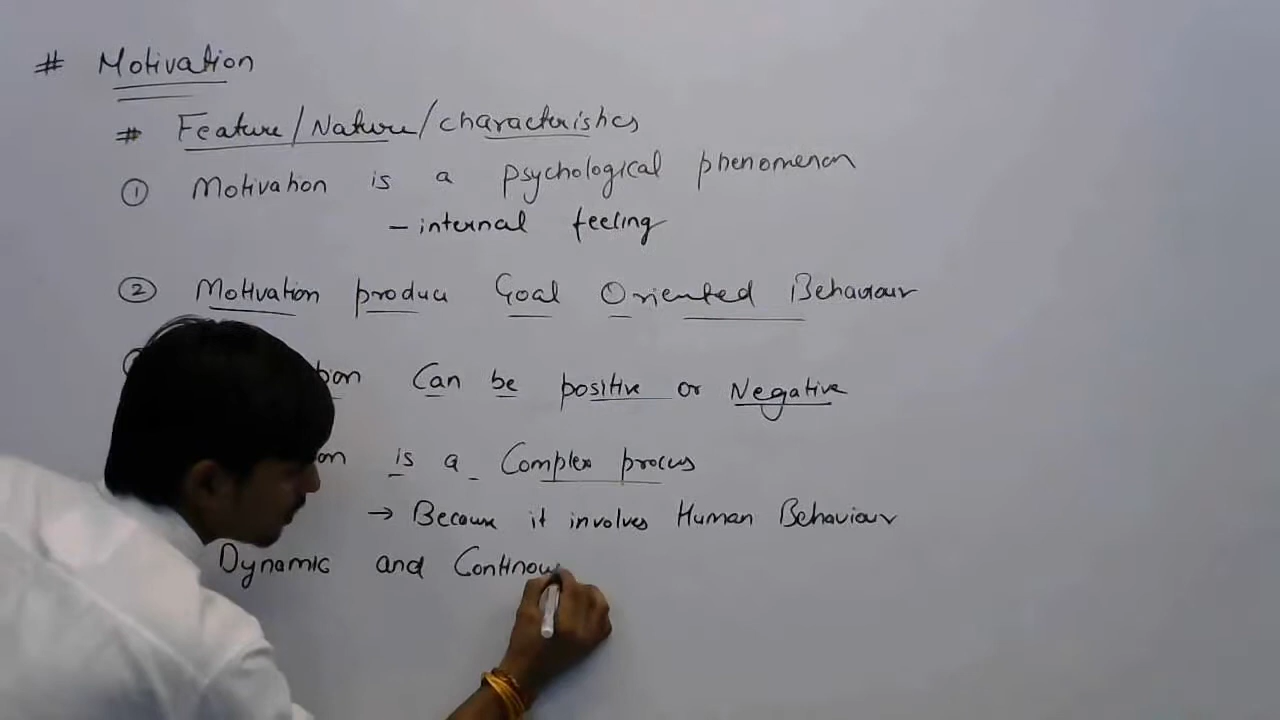 # Motivation
# Feature/Nature/characteristics
① Motivation is a psychological phenomenon
- internal feeling
② Motivation produce Goal Oriented Behaviour
Can be positive or Negative
is a Complex process
→ Because it involves Human Behaviour
Dynamic and Continou